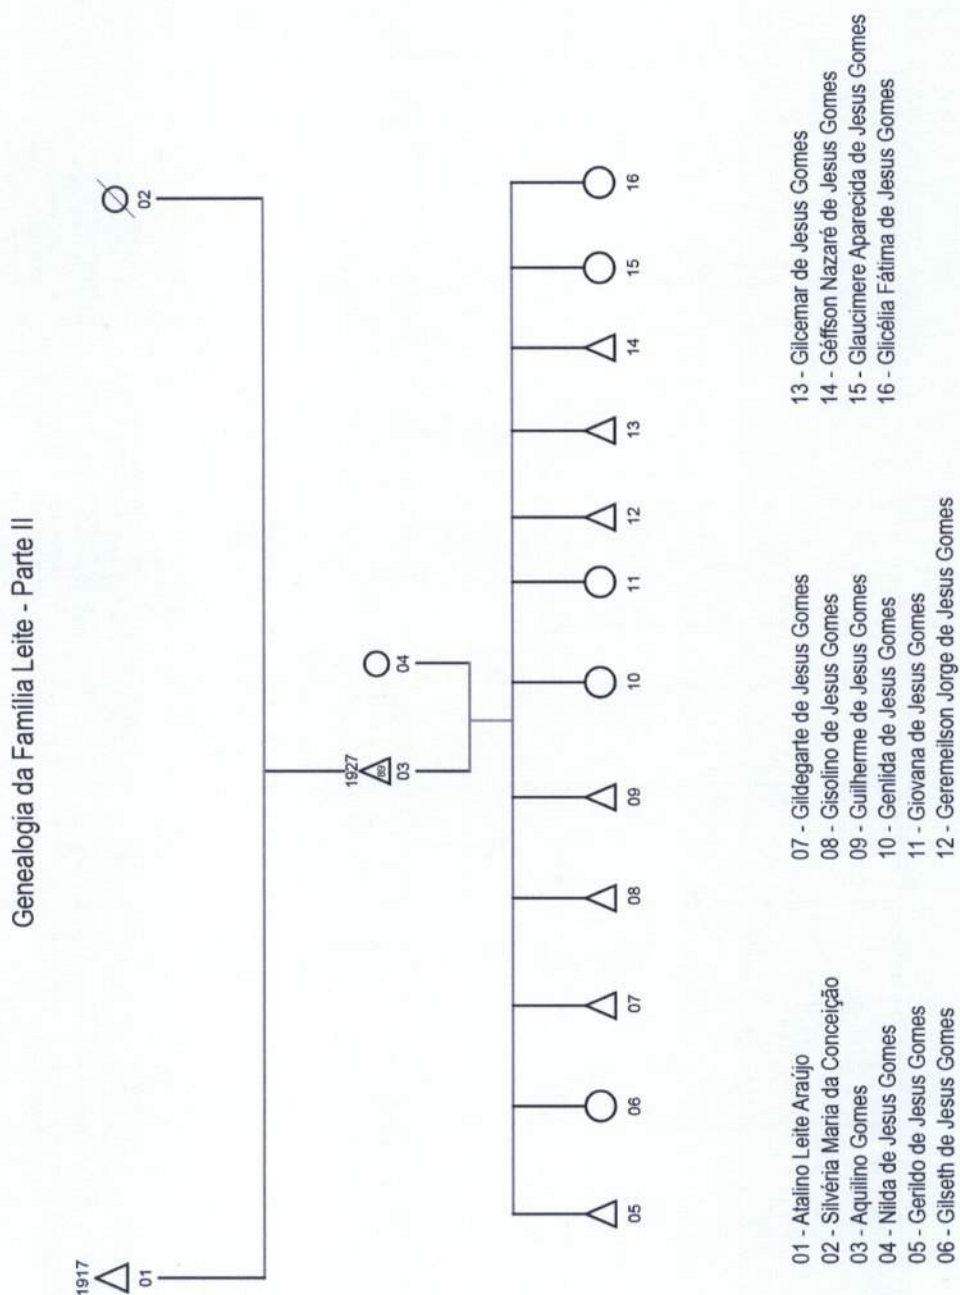 Genealogia da Família Leite - Parte II
1917
01
02
1927
89
03
04
05
06
07
08
09
10
11
12
13
14
15
16
01 - Atalino Leite Araújo
02 - Silvéria Maria da Conceição
03 - Aquilino Gomes
04 - Nilda de Jesus Gomes
05 - Gerildo de Jesus Gomes
06 - Gilseth de Jesus Gomes
07 - Gildegarte de Jesus Gomes
08 - Gisolino de Jesus Gomes
09 - Guilherme de Jesus Gomes
10 - Genlida de Jesus Gomes
11 - Giovana de Jesus Gomes
12 - Geremeilson Jorge de Jesus Gomes
13 - Gilcemar de Jesus Gomes
14 - Géffson Nazaré de Jesus Gomes
15 - Glaucimere Aparecida de Jesus Gomes
16 - Glicélia Fátima de Jesus Gomes